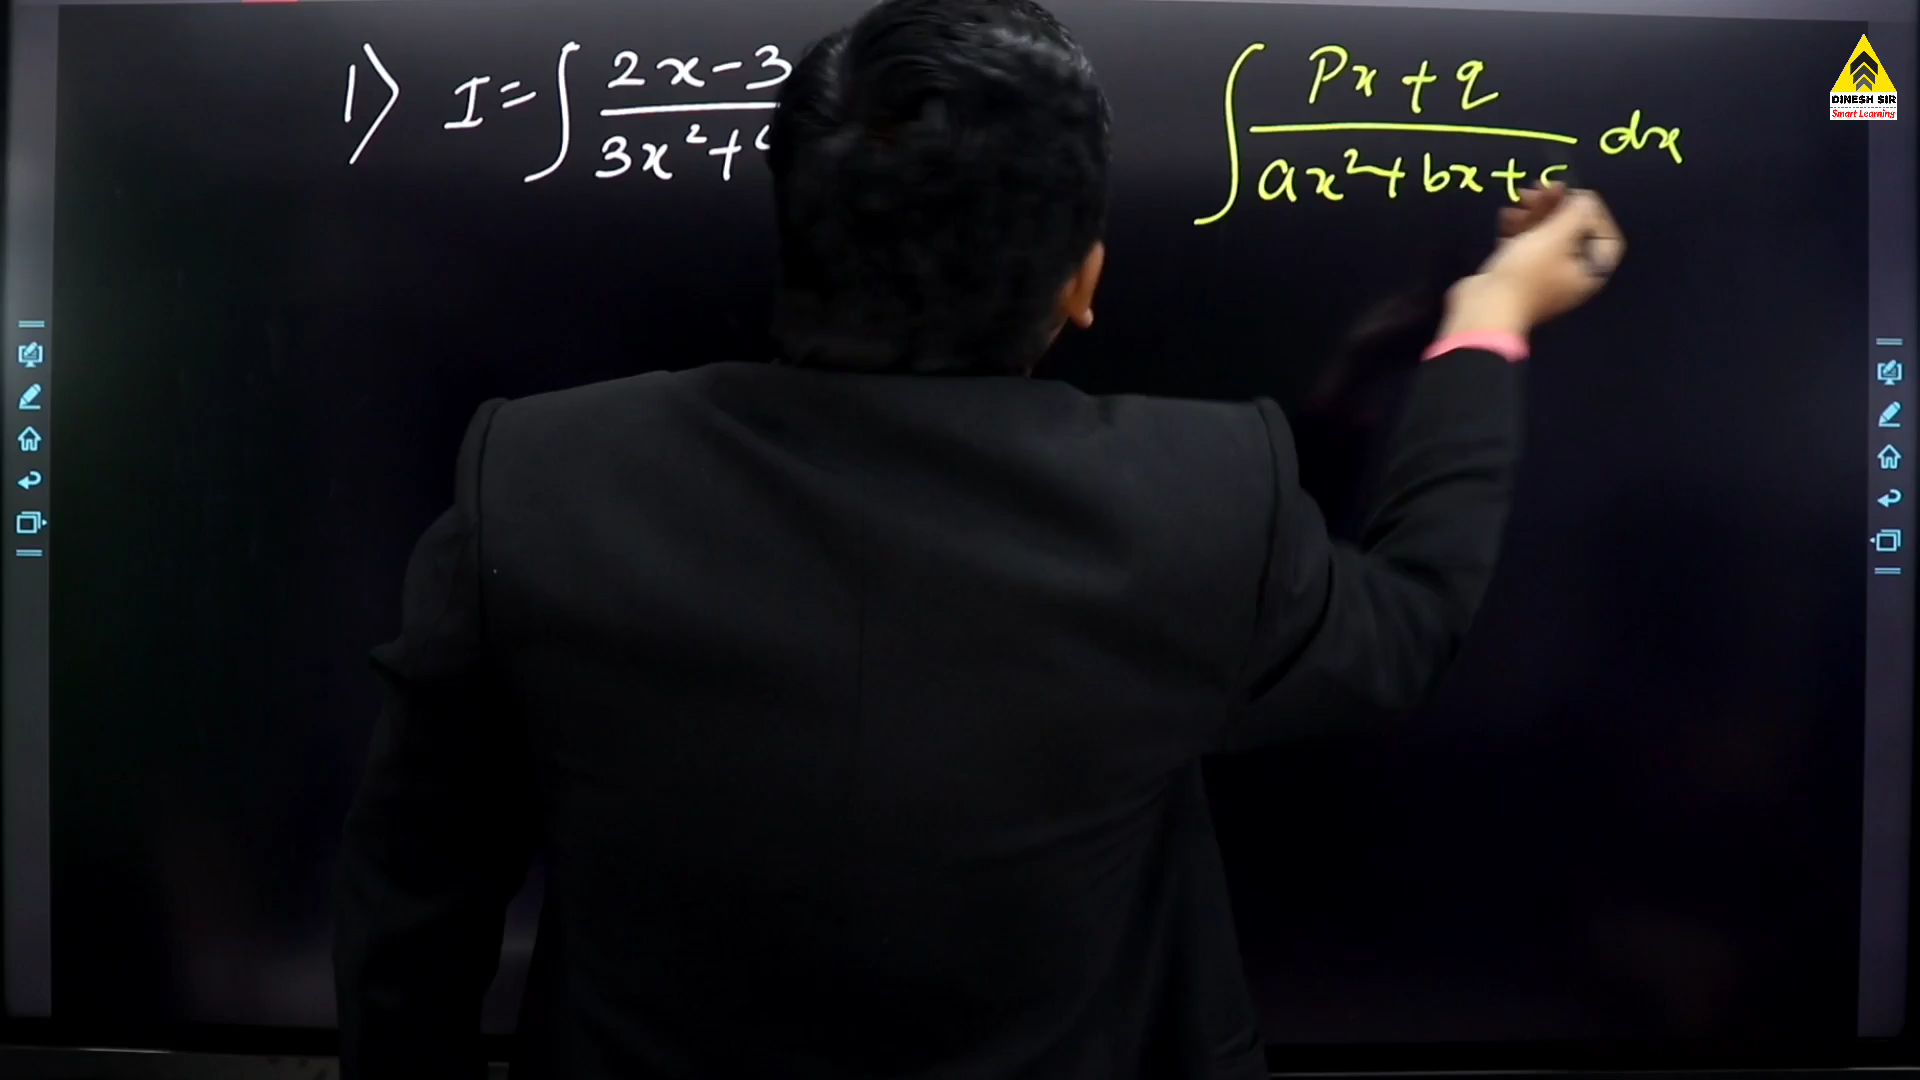 1) I = ∫ (2x-3)/(3x²+
∫ (Px + q)/(ax² + bx + c) dx
DINESH SIR
Smart Learning